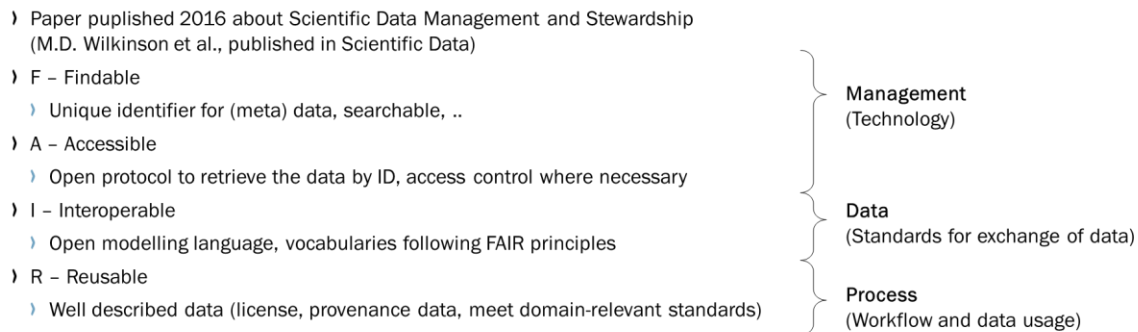 ❭ Paper puplished 2016 about Scientific Data Management and Stewardship
(M.D. Wilkinson et al., published in Scientific Data)
❭ F – Findable
❭ Unique identifier for (meta) data, searchable, ..
❭ A – Accessible
❭ Open protocol to retrieve the data by ID, access control where necessary
❭ I – Interoperable
❭ Open modelling language, vocabularies following FAIR principles
❭ R – Reusable
❭ Well described data (license, provenance data, meet domain-relevant standards)
Management
(Technology)
Data
(Standards for exchange of data)
Process
(Workflow and data usage)